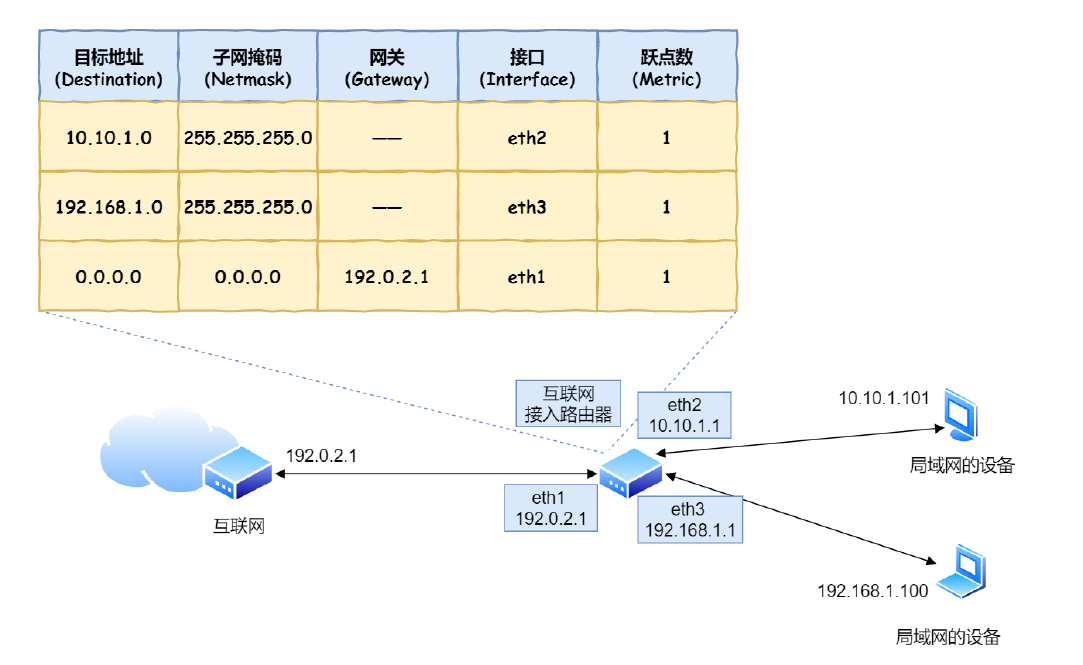 目标地址 子网掩码 网关 接口 跃点数
(Destination) (Netmask) (Gateway) (Interface) (Metric)
10.10.1.0 255.255.255.0 —— eth2 1
192.168.1.0 255.255.255.0 —— eth3 1
0.0.0.0 0.0.0.0 192.0.2.1 eth1 1
互联网
接入路由器
eth2
10.10.1.1
10.10.1.101
局域网的设备
192.0.2.1
互联网
eth1
192.0.2.1
eth3
192.168.1.1
192.168.1.100
局域网的设备